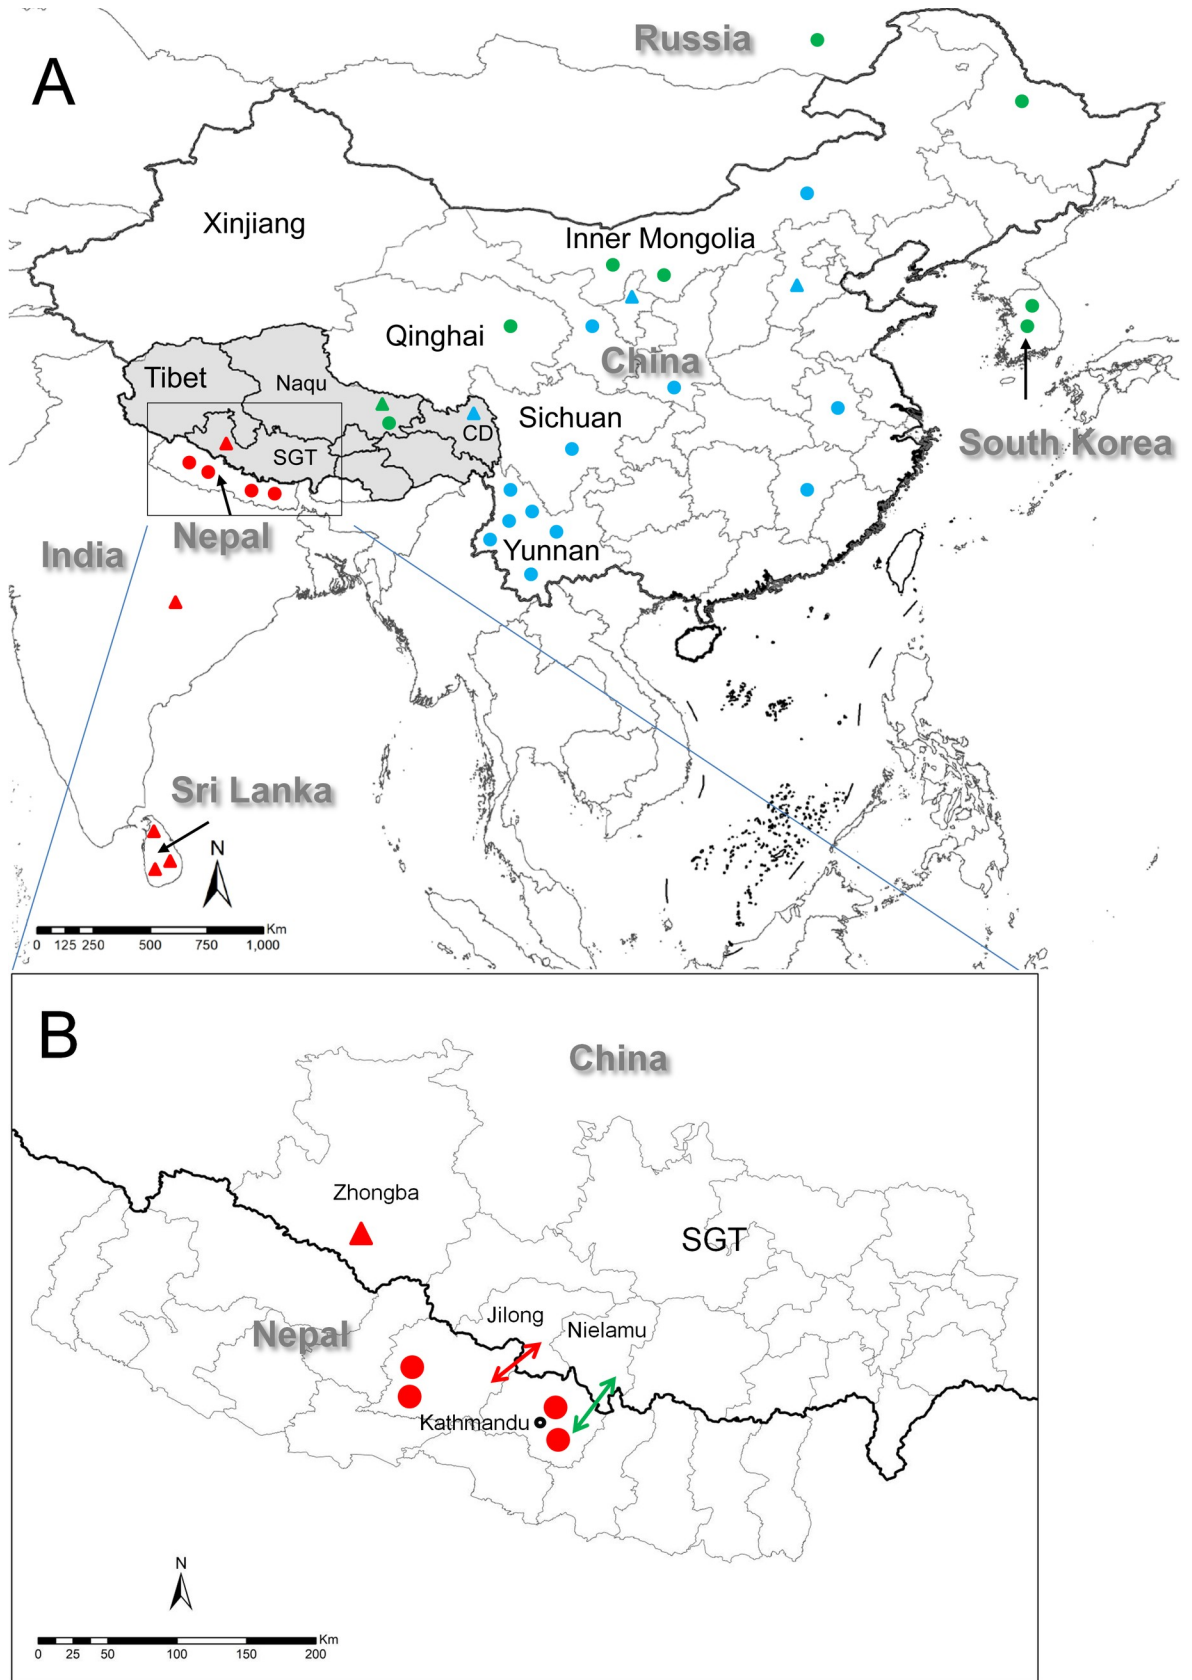 A
Russia
Xinjiang
Inner Mongolia
Qinghai
China
Tibet
Naqu
Sichuan
CD
SGT
South Korea
Nepal
India
Yunnan
Sri Lanka
N
0 125 250 500 750 1,000 Km
B
China
Zhongba
SGT
Jilong
Nielamu
Nepal
Kathmandu
N
0 25 50 100 150 200 Km